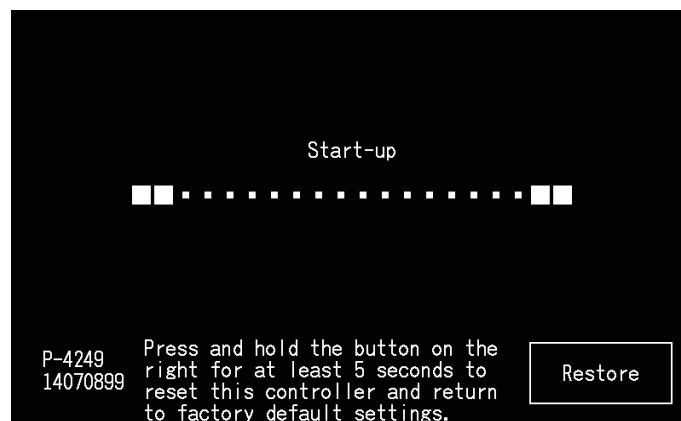 Start-up
P-4249
14070899
Press and hold the button on the
right for at least 5 seconds to
reset this controller and return
to factory default settings.
Restore